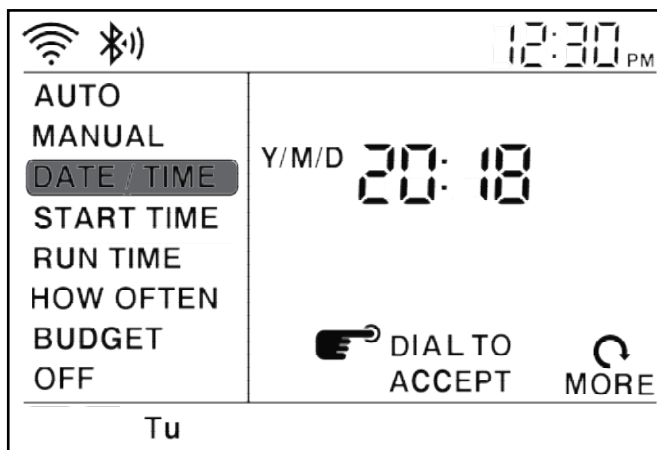 12:30 PM
AUTO
MANUAL
DATE / TIME
START TIME
RUN TIME
HOW OFTEN
BUDGET
OFF
Y/M/D 20:18
DIAL TO
ACCEPT
MORE
Tu